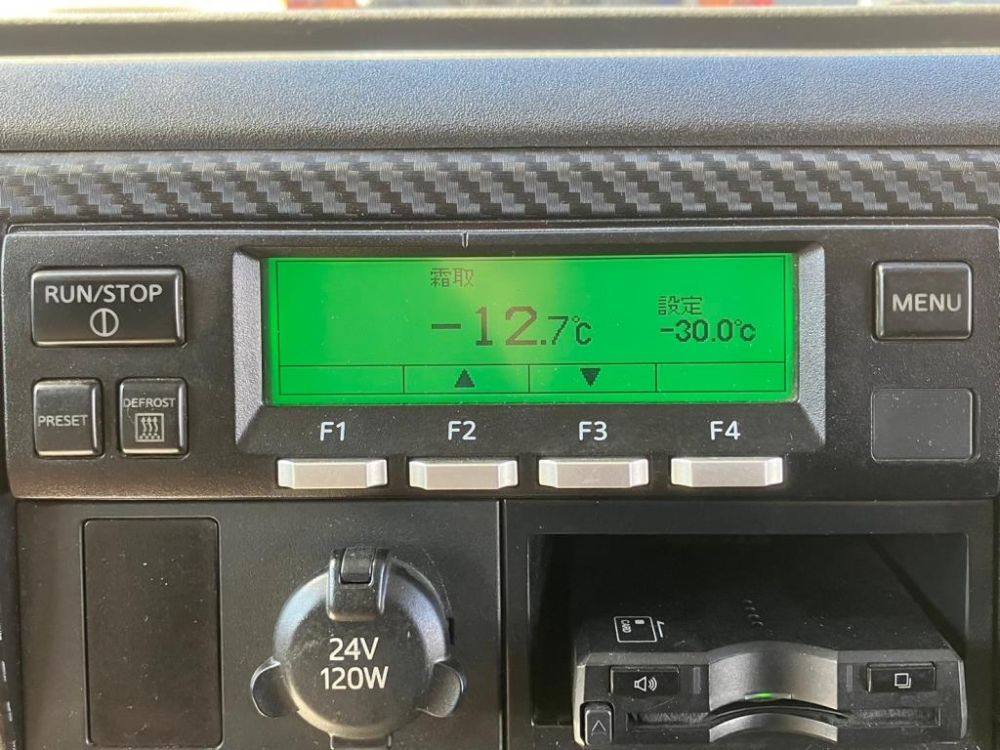 RUN/STOP
PRESET
DEFROST
霜取
-12.7℃
設定
-30.0℃
▲
▼
MENU
F1
F2
F3
F4
24V
120W
CARD